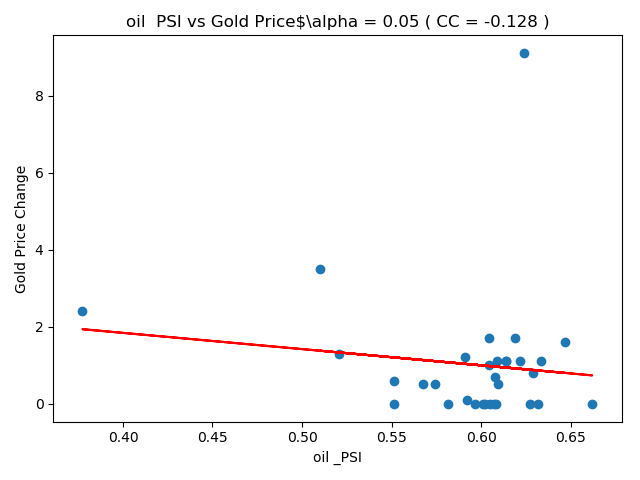 oil  PSI vs Gold Price$\alpha = 0.05 ( CC = -0.128 )
8
6
4
2
0
Gold Price Change
0.40 0.45 0.50 0.55 0.60 0.65
oil _PSI